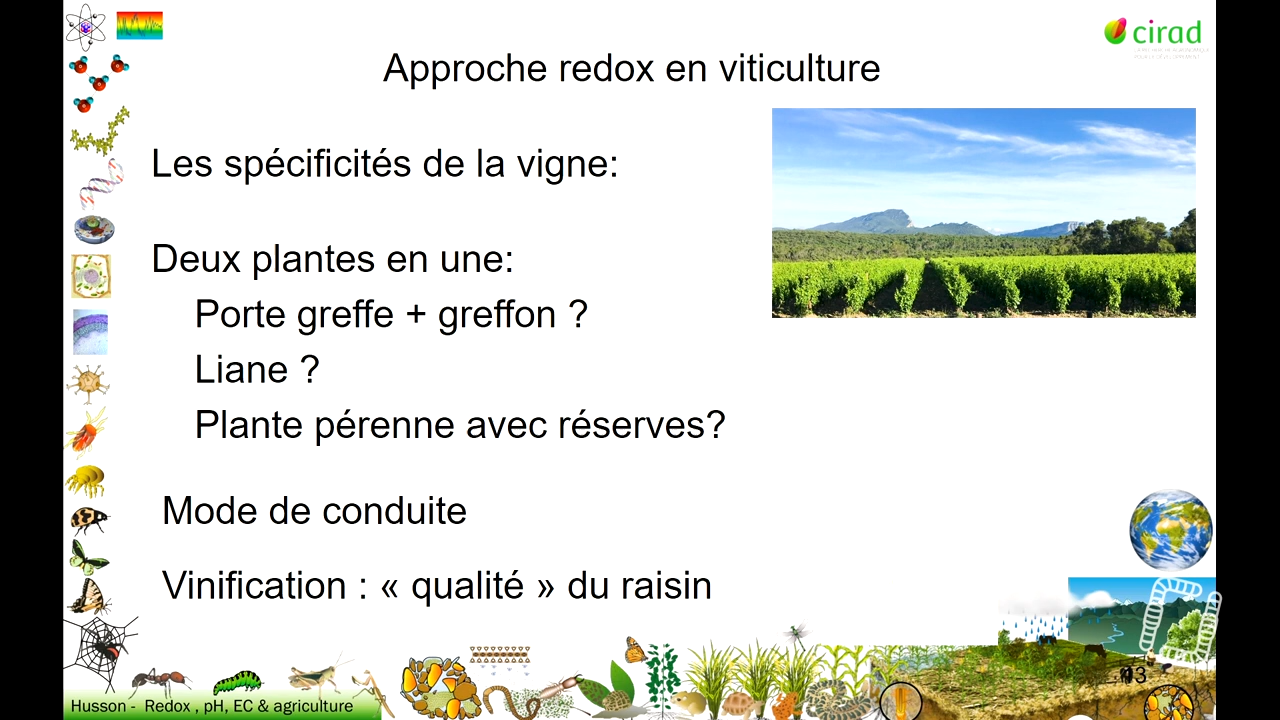 cirad
Approche redox en viticulture
Les spécificités de la vigne:
Deux plantes en une:
Porte greffe + greffon ?
Liane ?
Plante pérenne avec réserves?
Mode de conduite
Vinification : « qualité » du raisin
Husson - Redox , pH, EC & agriculture